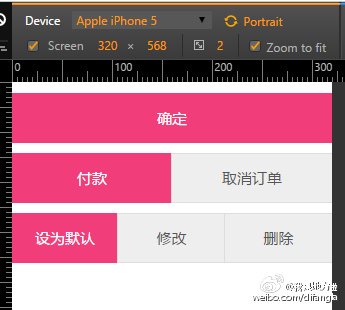 Device Apple iPhone 5 Portrait
Screen 320 × 568 2 Zoom to fit
0 100 200 300
确定
付款 取消订单
设为默认 修改 删除
weibo.com/difanga